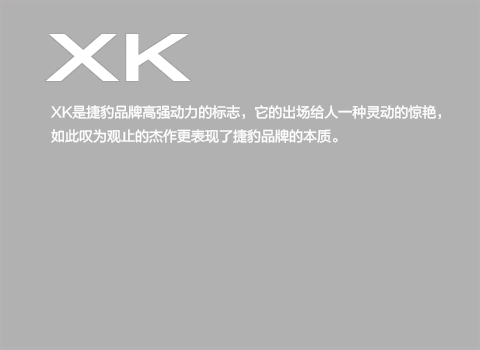 XK
XK是捷豹品牌高强动力的标志，它的出场给人一种灵动的惊艳，
如此叹为观止的杰作更表现了捷豹品牌的本质。